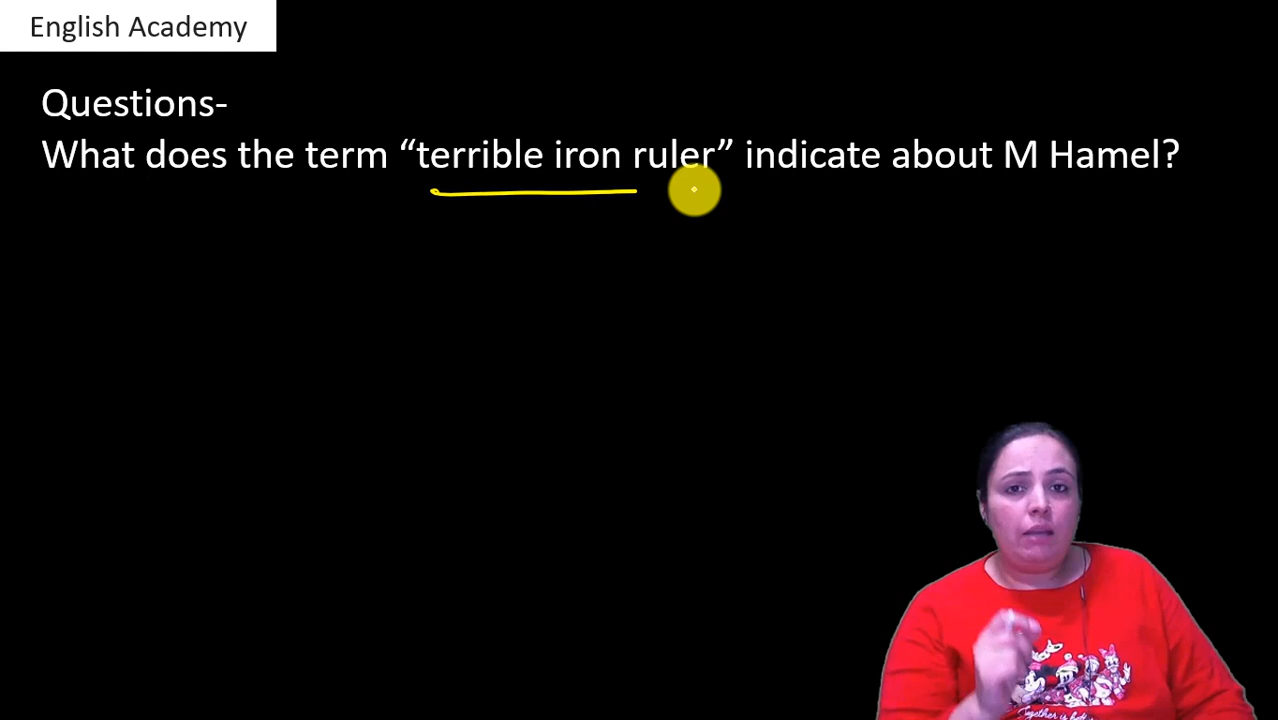 English Academy
Questions-
What does the term “terrible iron ruler” indicate about M Hamel?